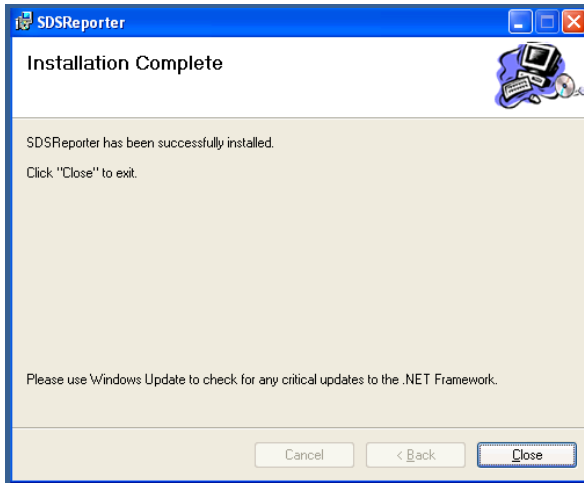 SDSReporter
Installation Complete
SDSReporter has been successfully installed.
Click "Close" to exit.
Please use Windows Update to check for any critical updates to the .NET Framework.
Cancel
< Back
Close